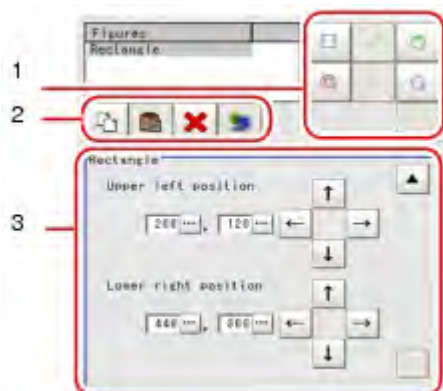 Figures
Rectangle
1
2
Rectangle
Upper left position
200 ... , 120 ...
3
Lower right position
440 ... , 360 ...